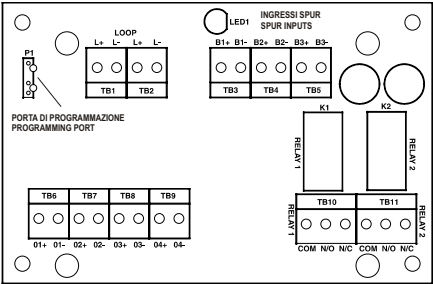 LED1
INGRESSI SPUR
SPUR INPUTS
LOOP
L+ L- L+ L-
B1+ B1- B2+ B2- B3+ B3-
P1
TB1 TB2
TB3 TB4 TB5
PORTA DI PROGRAMMAZIONE
PROGRAMMING PORT
K1 K2
RELAY 1
RELAY 2
TB6 TB7 TB8 TB9
TB10 TB11
RELAY 1
RELAY 2
01+ 01- 02+ 02- 03+ 03- 04+ 04-
COM N/O N/C COM N/O N/C